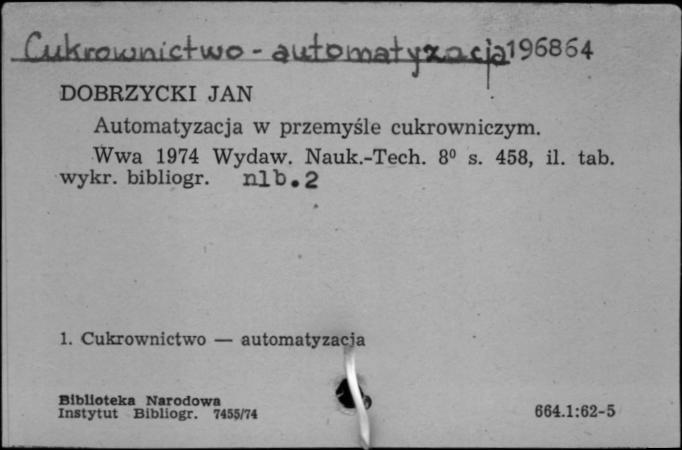 Cukrownictwo - automatyzacja 196864
DOBRZYCKI JAN
Automatyzacja w przemyśle cukrowniczym.
Wwa 1974 Wydaw. Nauk.-Tech. 8⁰ s. 458, il. tab.
wykr. bibliogr. nlb.2
1. Cukrownictwo — automatyzacja
Biblioteka Narodowa
Instytut Bibliogr. 7455/74
664.1:62-5